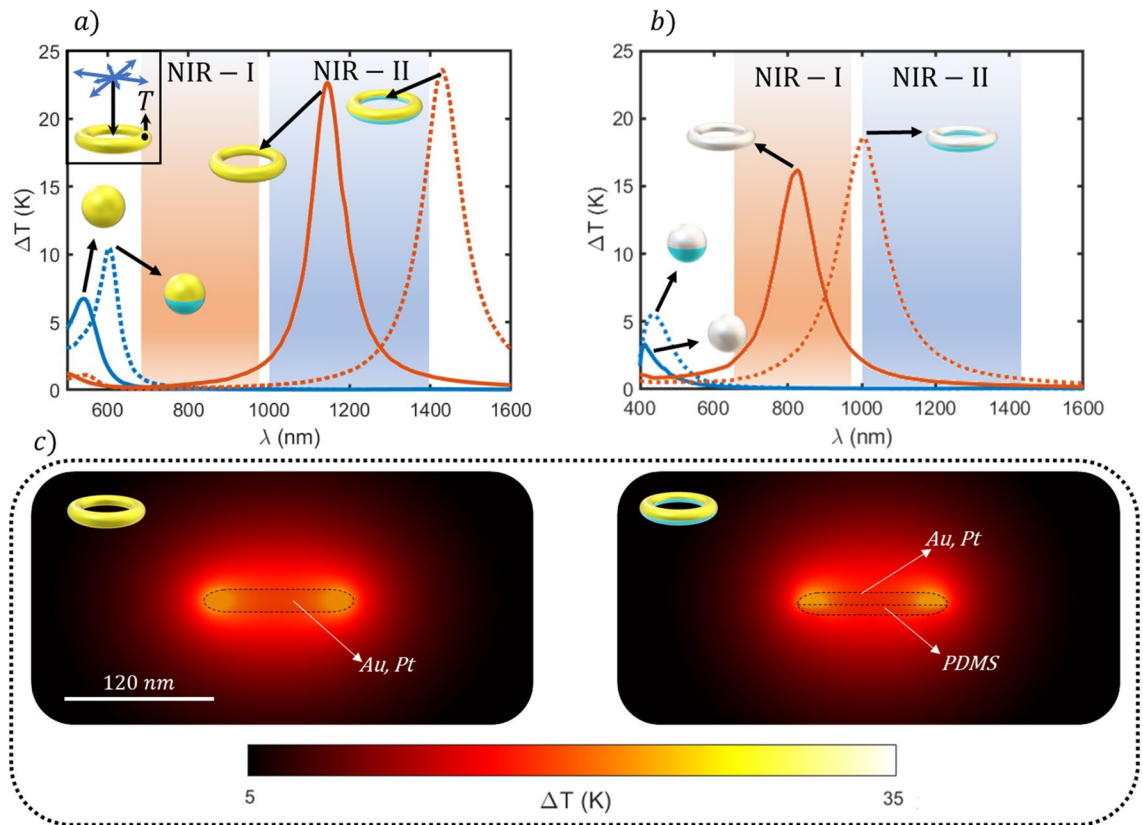 a)
25
20
15
10
5
0
ΔT (K)
NIR – I
NIR – II
T
600
800
1000
1200
1400
1600
λ (nm)
b)
25
20
15
10
5
0
ΔT (K)
NIR – I
NIR – II
400
600
800
1000
1200
1400
1600
λ (nm)
c)
Au, Pt
120 nm
Au, Pt
PDMS
5
35
ΔT (K)